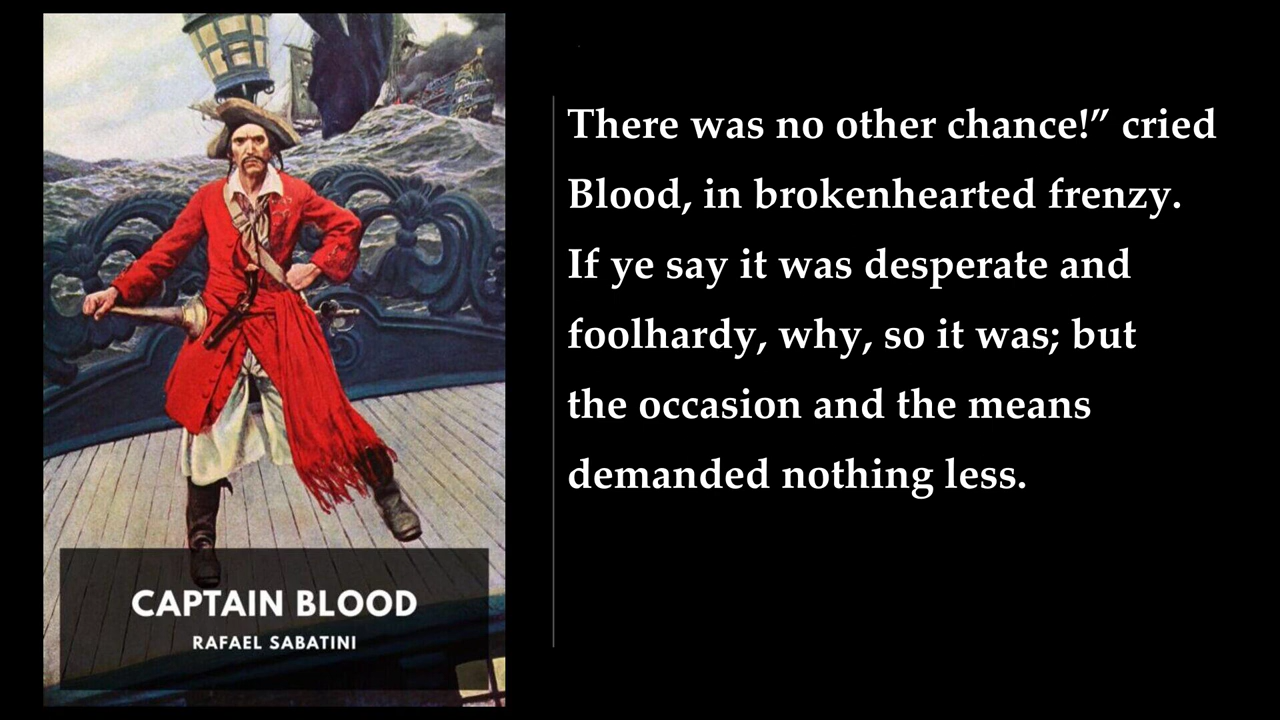 CAPTAIN BLOOD
RAFAEL SABATINI
There was no other chance!” cried
Blood, in brokenhearted frenzy.
If ye say it was desperate and
foolhardy, why, so it was; but
the occasion and the means
demanded nothing less.